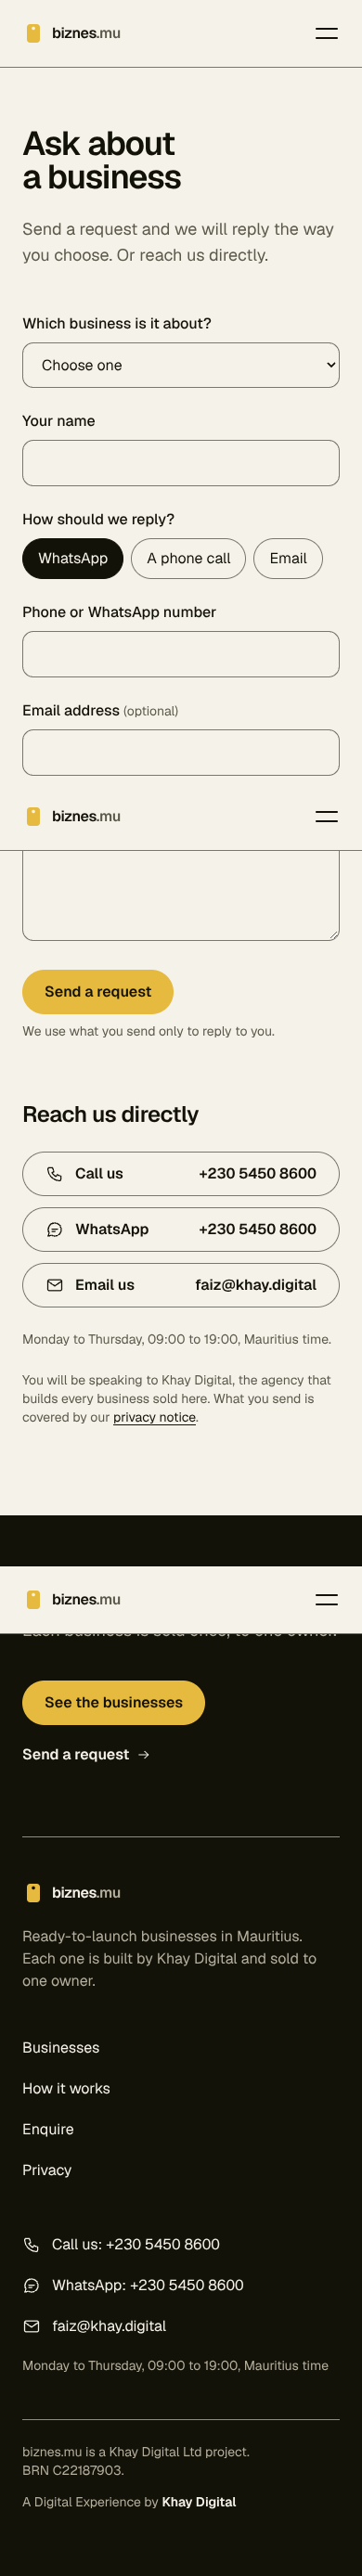 biznes.mu
Ask about
a business
Send a request and we will reply the way
you choose. Or reach us directly.
Which business is it about?
Choose one
Your name
How should we reply?
WhatsApp
A phone call
Email
Phone or WhatsApp number
Email address (optional)
biznes.mu
Send a request
We use what you send only to reply to you.
Reach us directly
Call us +230 5450 8600
WhatsApp +230 5450 8600
Email us faiz@khay.digital
Monday to Thursday, 09:00 to 19:00, Mauritius time.
You will be speaking to Khay Digital, the agency that
builds every business sold here. What you send is
covered by our privacy notice.
biznes.mu
Each business is sold once, to one owner.
See the businesses
Send a request →
biznes.mu
Ready-to-launch businesses in Mauritius.
Each one is built by Khay Digital and sold to
one owner.
Businesses
How it works
Enquire
Privacy
Call us: +230 5450 8600
WhatsApp: +230 5450 8600
faiz@khay.digital
Monday to Thursday, 09:00 to 19:00, Mauritius time
biznes.mu is a Khay Digital Ltd project.
BRN C22187903.
A Digital Experience by Khay Digital